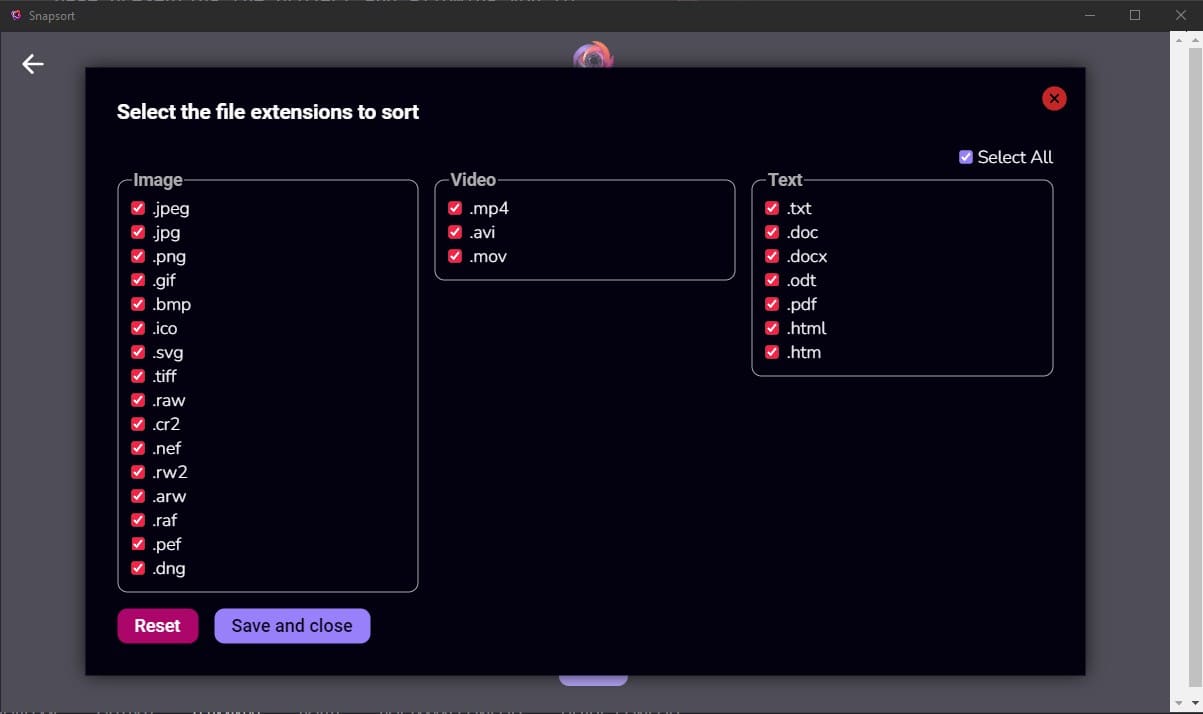 Snapsort
Select the file extensions to sort
Select All
Image
.jpeg
.jpg
.png
.gif
.bmp
.ico
.svg
.tiff
.raw
.cr2
.nef
.rw2
.arw
.raf
.pef
.dng
Video
.mp4
.avi
.mov
Text
.txt
.doc
.docx
.odt
.pdf
.html
.htm
Reset
Save and close